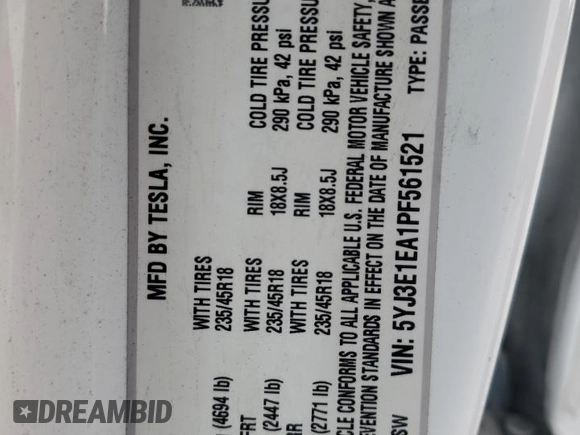 MFD BY TESLA, INC.
(4694 lb) WITH TIRES
235/45R18
FRT WITH TIRES RIM COLD TIRE PRESSU
(2447 lb) 235/45R18 18X8.5J 290 kPa, 42 psi
RR WITH TIRES RIM COLD TIRE PRESSU
(2771 lb) 235/45R18 18X8.5J 290 kPa, 42 psi
CLE CONFORMS TO ALL APPLICABLE U.S. FEDERAL MOTOR VEHICLE SAFETY,
EVENTION STANDARDS IN EFFECT ON THE DATE OF MANUFACTURE SHOWN A
SW VIN: 5YJ3E1EA1PF561521 TYPE: PASSE
DREAMBID